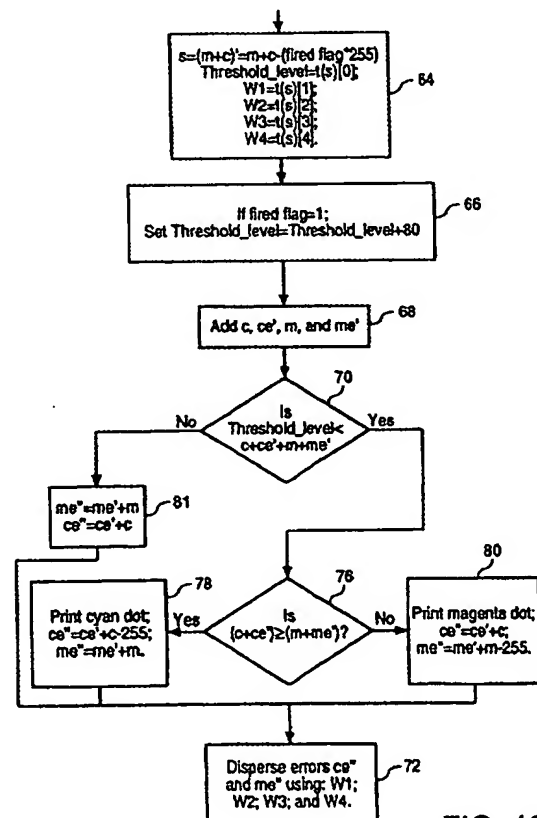 s=(m+c)'=m+c-(fired flag*255)
Threshold_level=t(s)[0];
W1=t(s)[1];
W2=t(s)[2];
W3=t(s)[3];
W4=t(s)[4].
64
If fired flag=1;
Set Threshold_level=Threshold_level+80
66
Add c, ce', m, and me'
68
70
Is
Threshold_level<
c+ce'+m+me'
No
Yes
me"=me'+m
ce"=ce'+c
81
78
Print cyan dot;
ce"=ce'+c-255;
me"=me'+m.
Yes
76
Is
(c+ce')≥(m+me')?
No
80
Print magenta dot;
ce"=ce'+c;
me"=me'+m-255.
Disperse errors ce"
and me" using: W1;
W2; W3; and W4.
72